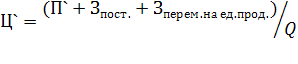 Ц` = (П` + Зпост. + Зперем.на ед.прод.)/Q